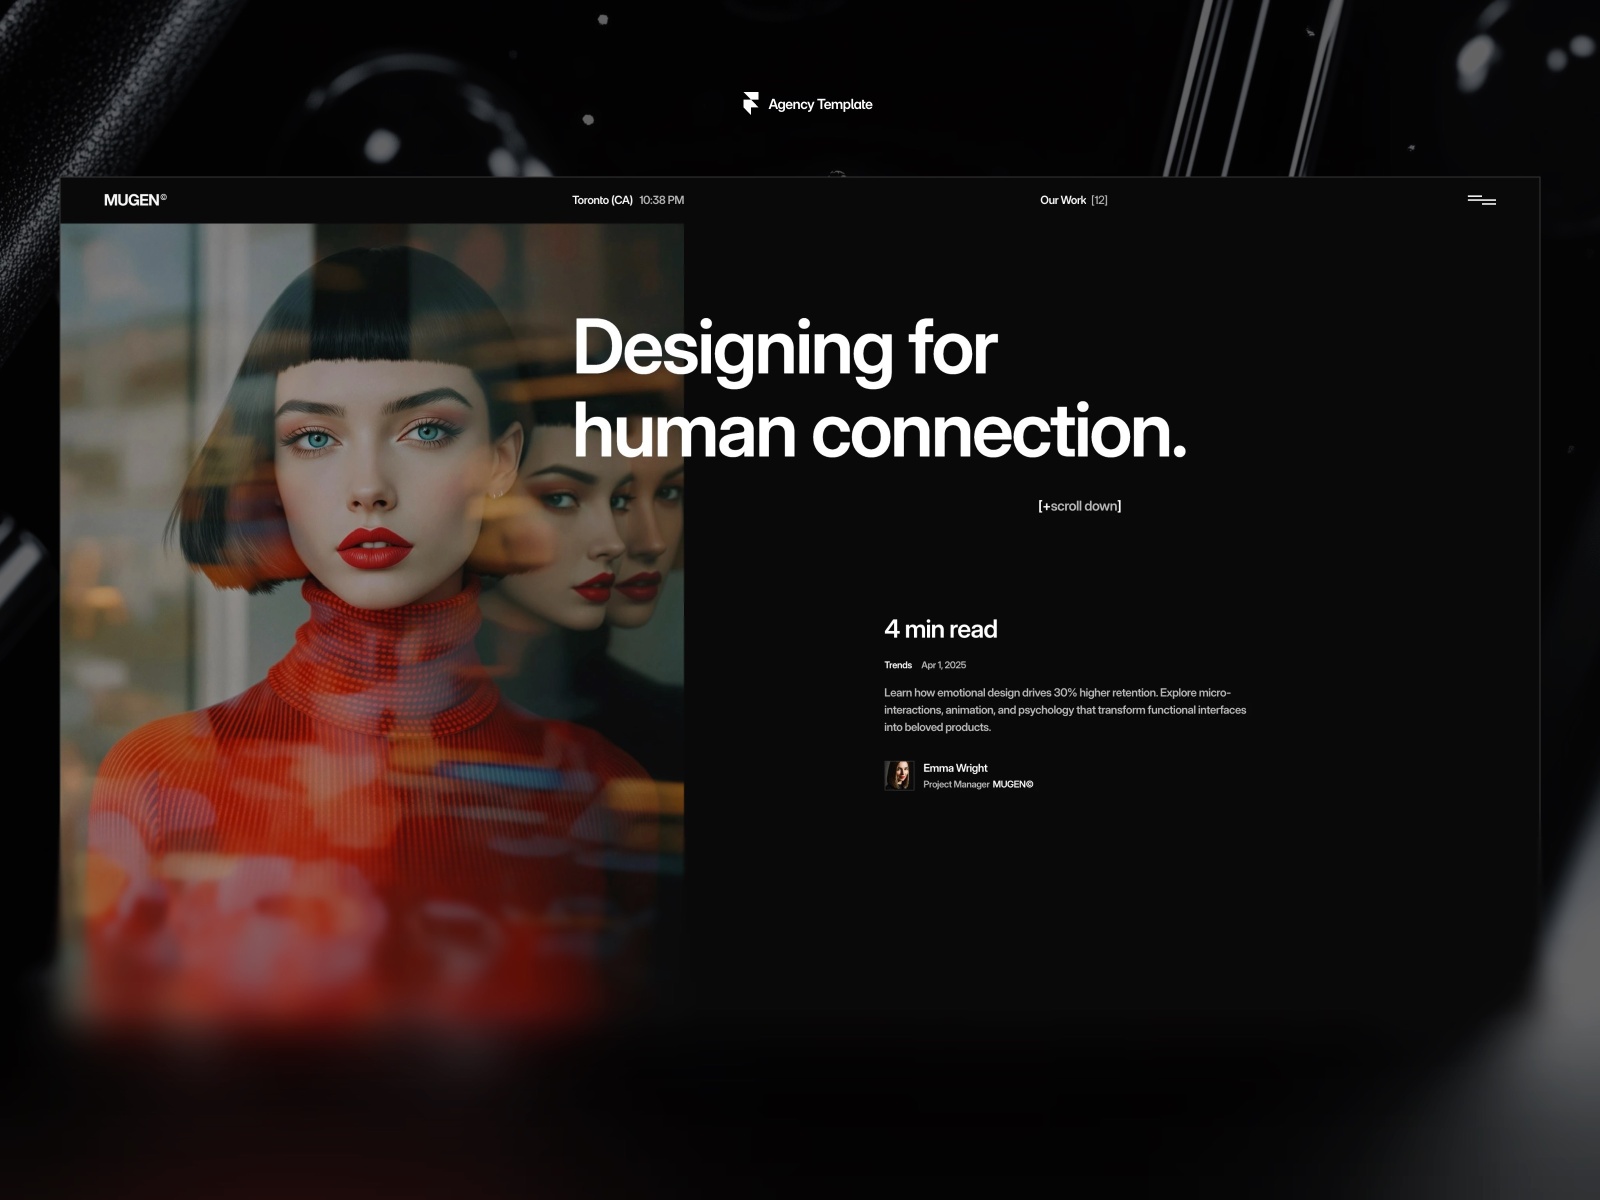 Agency Template
MUGEN©
Toronto (CA) 10:38 PM
Our Work [12]
Designing for
human connection.
[+scroll down]
4 min read
Trends Apr 1, 2025
Learn how emotional design drives 30% higher retention. Explore micro-
interactions, animation, and psychology that transform functional interfaces
into beloved products.
Emma Wright
Project Manager MUGEN©